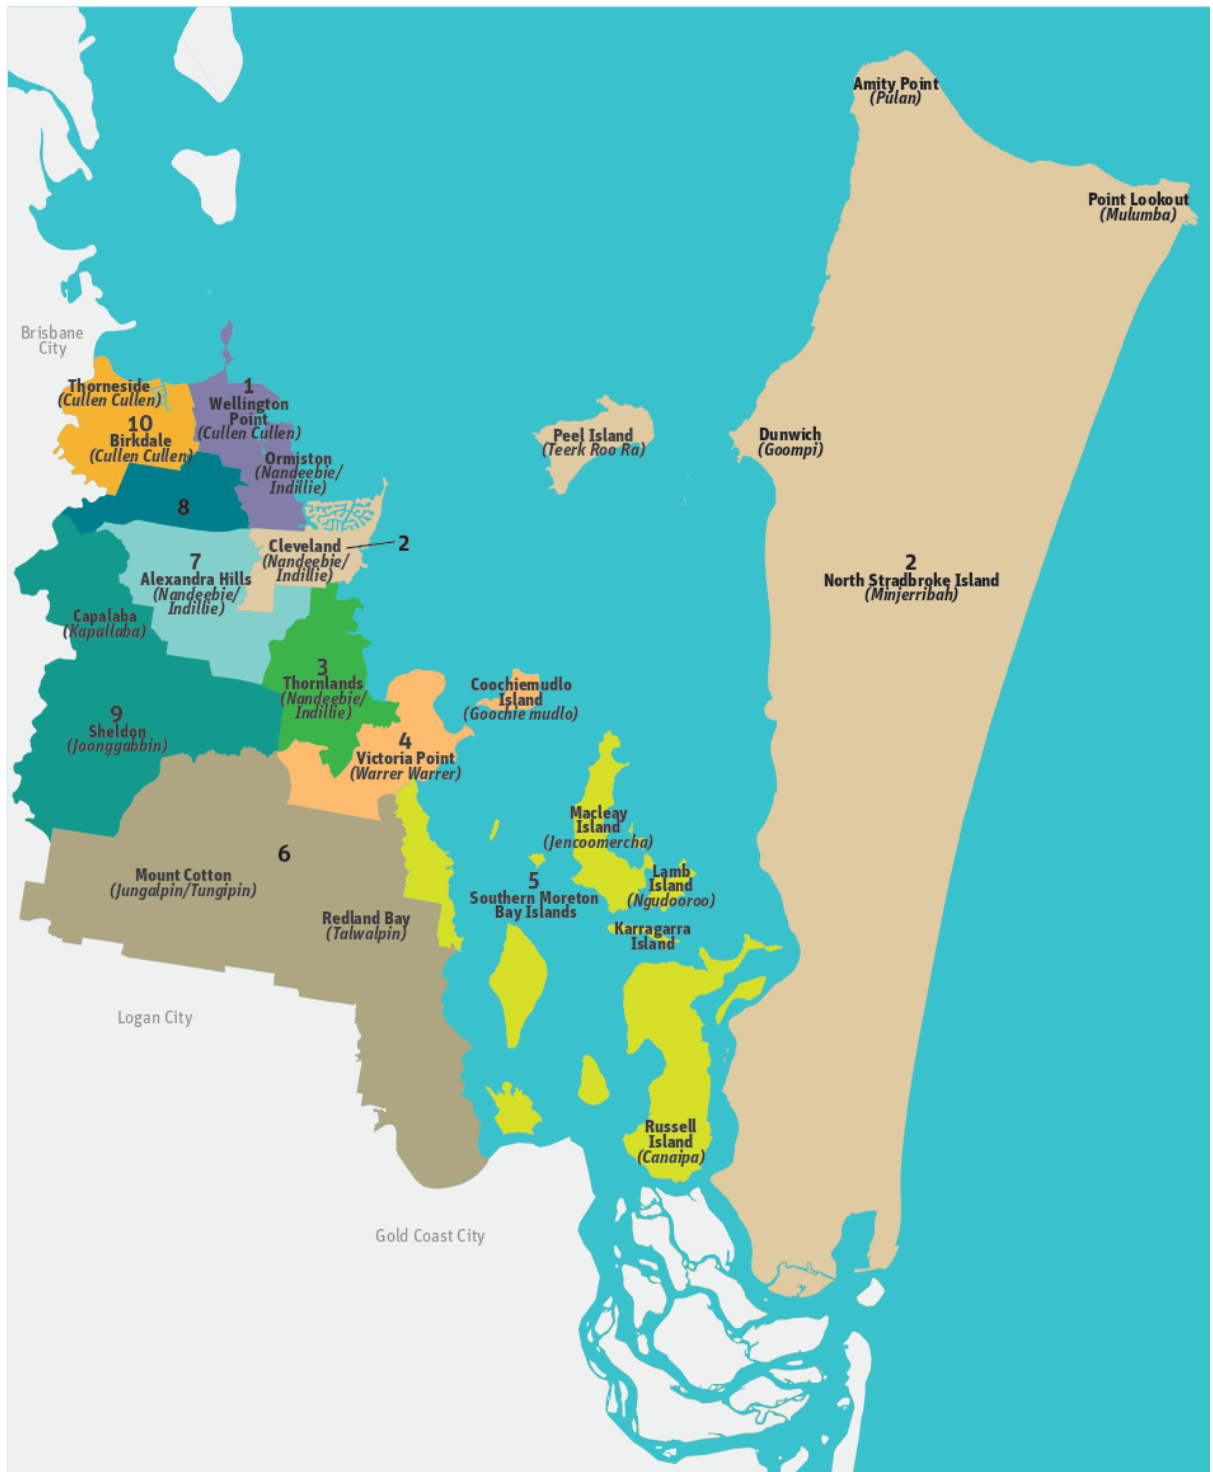 Amity Point
(Pulan)
Point Lookout
(Mulumba)
Brisbane
City
Thorneside
(Cullen Cullen)
10
Birkdale
(Cullen Cullen)
1
Wellington
Point
(Cullen Cullen)
Ormiston
(Nandeebie/
Indillie)
Peel Island
(Teerk Roo Ra)
Dunwich
(Goompi)
8
2
Cleveland
(Nandeebie/
Indillie)
7
Alexandra Hills
(Nandeebie/
Indillie)
2
North Stradbroke Island
(Minjerribah)
Capalaba
(Kapallaba)
3
Thornlands
(Nandeebie/
Indillie)
Coochiemudlo
Island
(Goochie mudlo)
9
Sheldon
(Joonggabbin)
4
Victoria Point
(Warrer Warrer)
Macleay
Island
(Jencoomercha)
6
Mount Cotton
(Jungalpin/Tungipin)
5
Southern Moreton
Bay Islands
Lamb
Island
(Ngudooroo)
Redland Bay
(Talwalpin)
Karragarra
Island
Logan City
Russell
Island
(Canaipa)
Gold Coast City